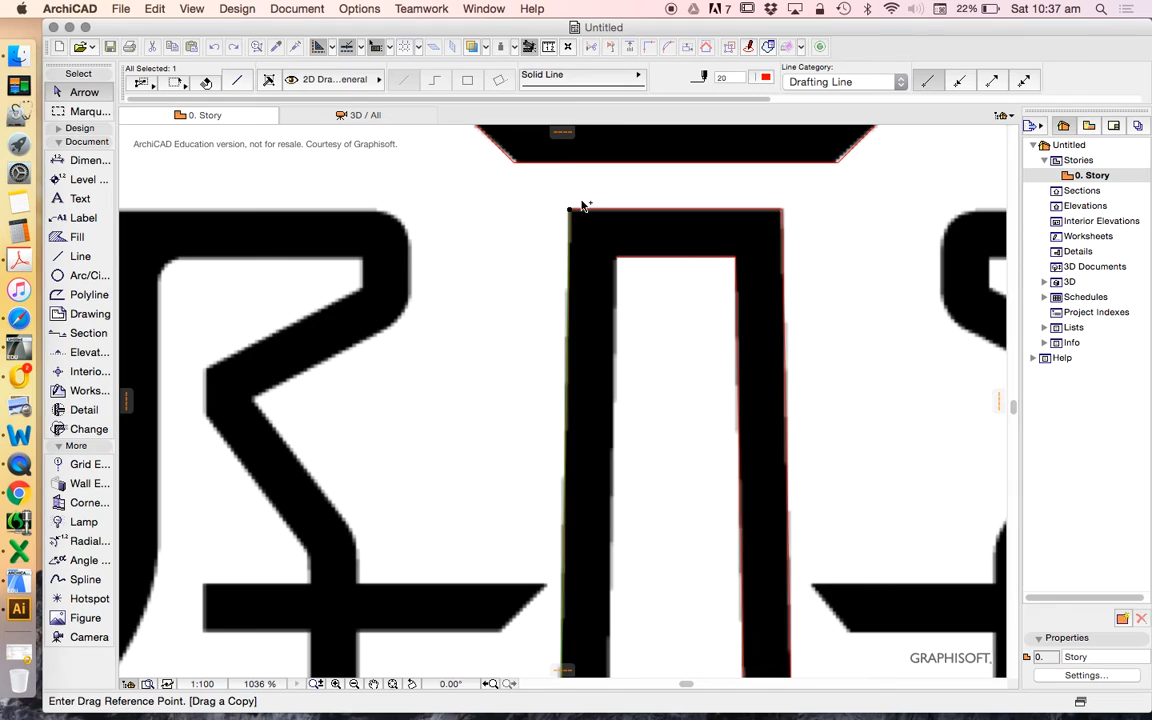 ArchiCAD File Edit View Design Document Options Teamwork Window Help 7 22% Sat 10:37 am
Untitled
Select
Arrow
Marqu...
Design
Document
Dimen...
Level ...
Text
Label
Fill
Line
Arc/Ci...
Polyline
Drawing
Section
Elevat...
Interio...
Works...
Detail
Change
More
Grid E...
Wall E...
Corne...
Lamp
Radial...
Angle ...
Spline
Hotspot
Figure
Camera
All Selected: 1
2D Dra...eneral
Solid Line
20
Line Category:
Drafting Line
0. Story
3D / All
ArchiCAD Education version, not for resale. Courtesy of Graphisoft.
GRAPHISOFT.
Untitled
Stories
0. Story
Sections
Elevations
Interior Elevations
Worksheets
Details
3D Documents
3D
Schedules
Project Indexes
Lists
Info
Help
Properties
0. Story
Settings...
1:100 1036 % 0.00°
Enter Drag Reference Point. [Drag a Copy]